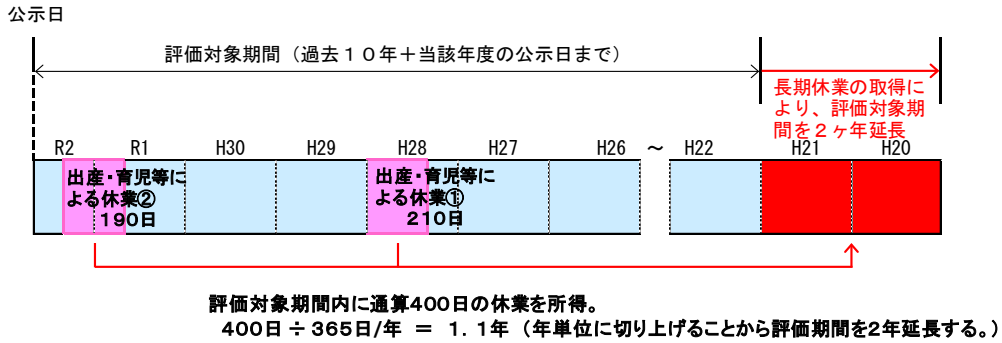 公示日
評価対象期間（過去１０年＋当該年度の公示日まで）
長期休業の取得に
より、評価対象期
間を２ヶ年延長
R2 R1 H30 H29 H28 H27 H26 ～ H22 H21 H20
出産・育児等に
よる休業②
190日
出産・育児等に
よる休業①
210日
評価対象期間内に通算400日の休業を所得。
400日÷365日/年 ＝ 1．1年（年単位に切り上げることから評価期間を2年延長する。）